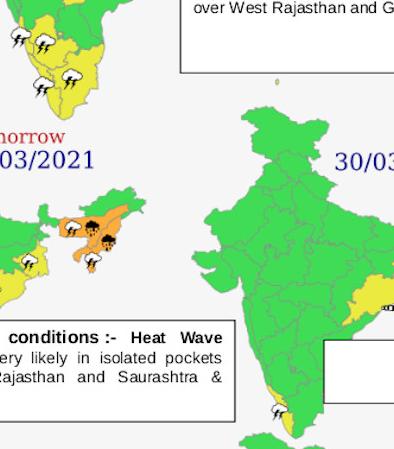 over West Rajasthan and G
morrow
03/2021
30/03
conditions :- Heat Wave
ery likely in isolated pockets
Rajasthan and Saurashtra &